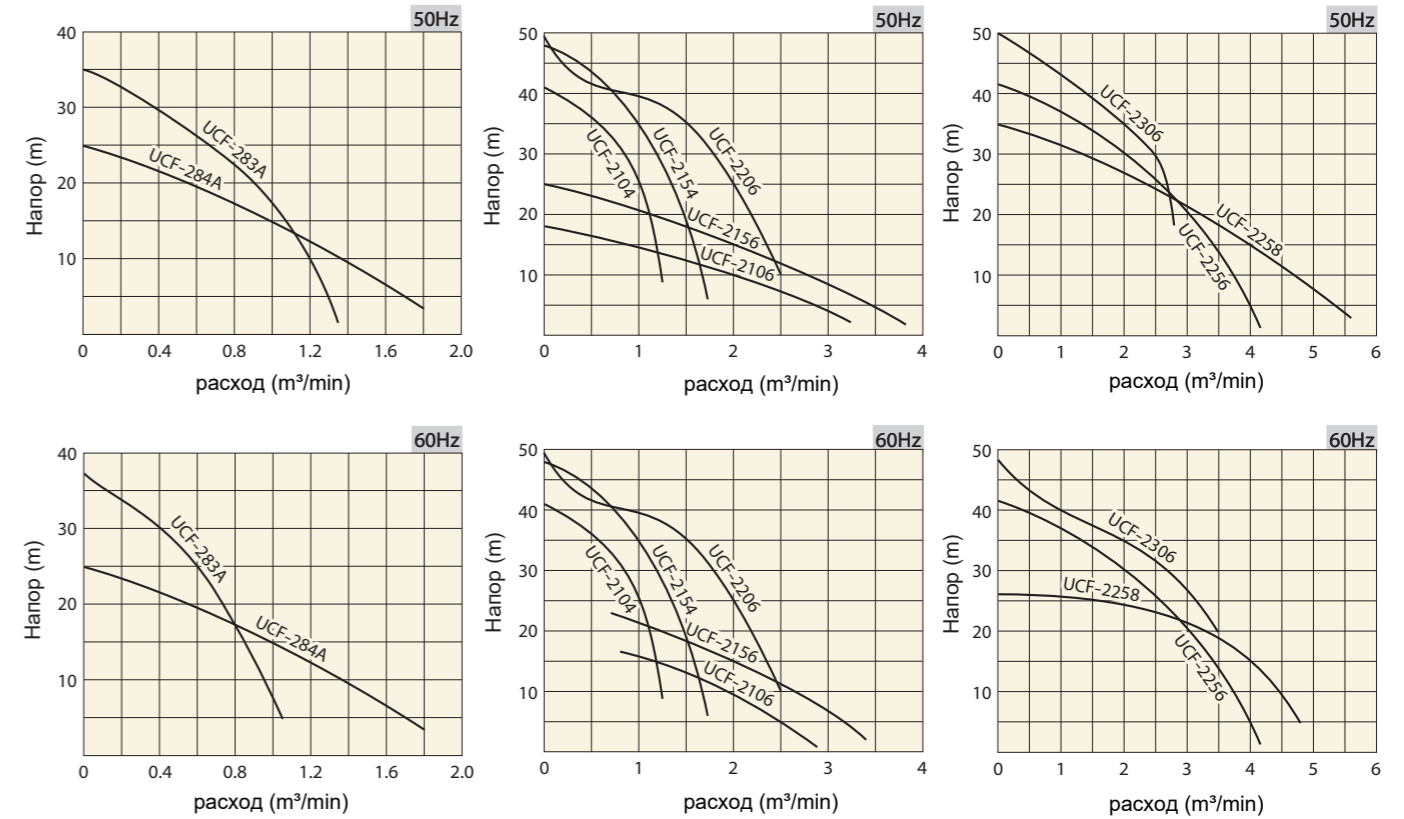 50Hz
40
30
20
10
0 0.4 0.8 1.2 1.6 2.0
Напор (m)
расход (m³/min)
UCF-283A
UCF-284A
50Hz
50
40
30
20
10
0 1 2 3 4
Напор (m)
расход (m³/min)
UCF-2104
UCF-2154
UCF-2206
UCF-2156
UCF-2106
50Hz
50
40
30
20
10
0 1 2 3 4 5 6
Напор (m)
расход (m³/min)
UCF-2306
UCF-2258
UCF-2256
60Hz
40
30
20
10
0 0.4 0.8 1.2 1.6 2.0
Напор (m)
расход (m³/min)
UCF-283A
UCF-284A
60Hz
50
40
30
20
10
0 1 2 3 4
Напор (m)
расход (m³/min)
UCF-2104
UCF-2154
UCF-2206
UCF-2156
UCF-2106
60Hz
50
40
30
20
10
0 1 2 3 4 5 6
Напор (m)
расход (m³/min)
UCF-2306
UCF-2258
UCF-2256